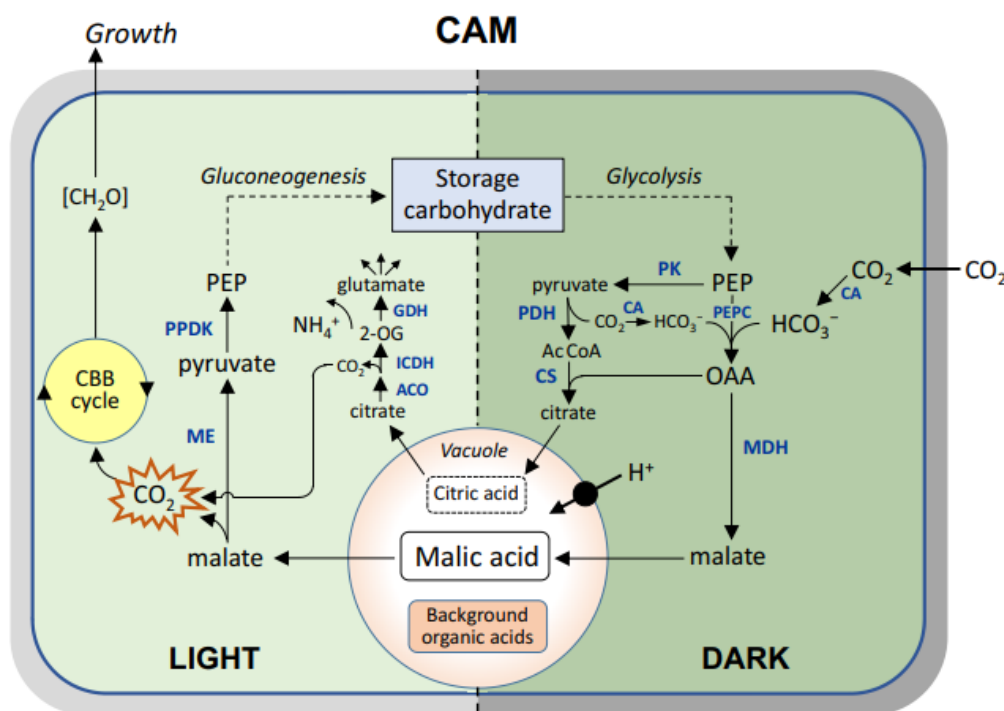 Growth
CAM
[CH₂O]
Gluconeogenesis
Storage
carbohydrate
Glycolysis
PEP
glutamate
GDH
NH₄⁺
2-OG
PPDK
pyruvate
CO₂
ICDH
ACO
citrate
CBB
cycle
ME
CO₂
malate
pyruvate
PK
PEP
CO₂
CO₂
CA
PDH
CO₂
CA
HCO₃⁻
PEPC
HCO₃⁻
AcCoA
CS
OAA
citrate
MDH
Vacuole
H⁺
Citric acid
Malic acid
malate
Background
organic acids
LIGHT
DARK